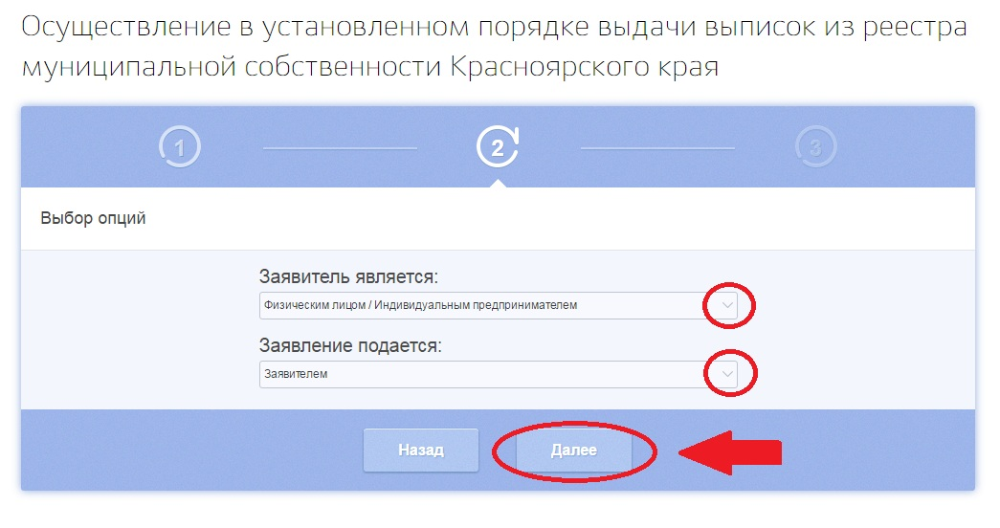 Осуществление в установленном порядке выдачи выписок из реестра
муниципальной собственности Красноярского края
1
2
3
Выбор опций
Заявитель является:
Физическим лицом / Индивидуальным предпринимателем
Заявление подается:
Заявителем
Назад
Далее